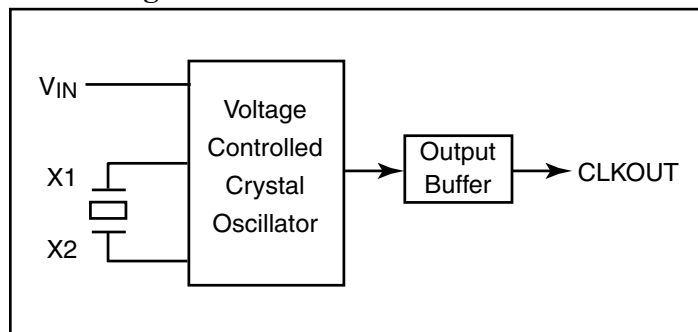 VIN
X1
X2
Voltage
Controlled
Crystal
Oscillator
Output
Buffer
CLKOUT